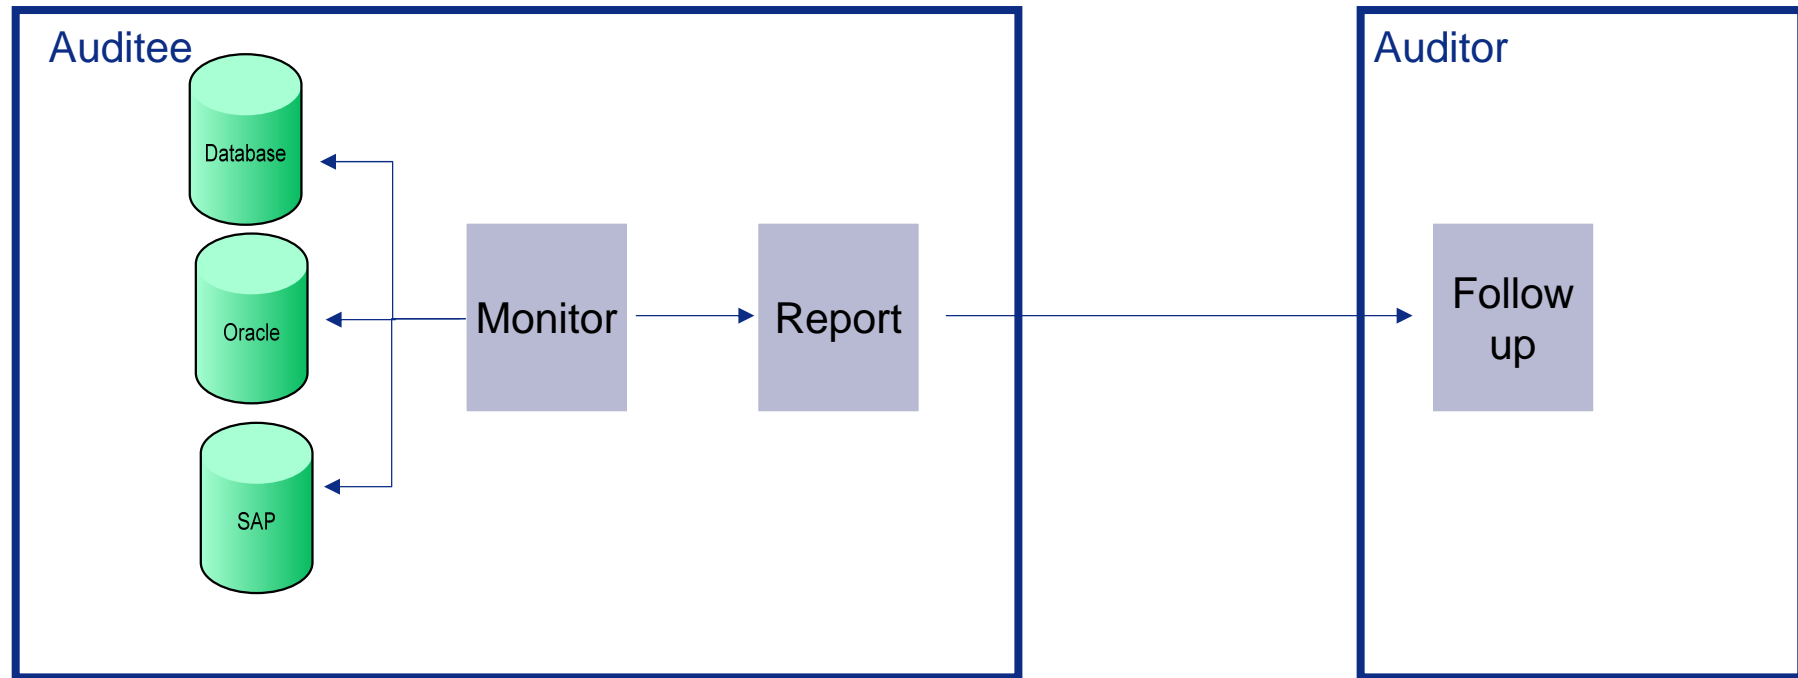 Auditee
Auditor
Database
Oracle
SAP
Monitor
Report
Follow
up